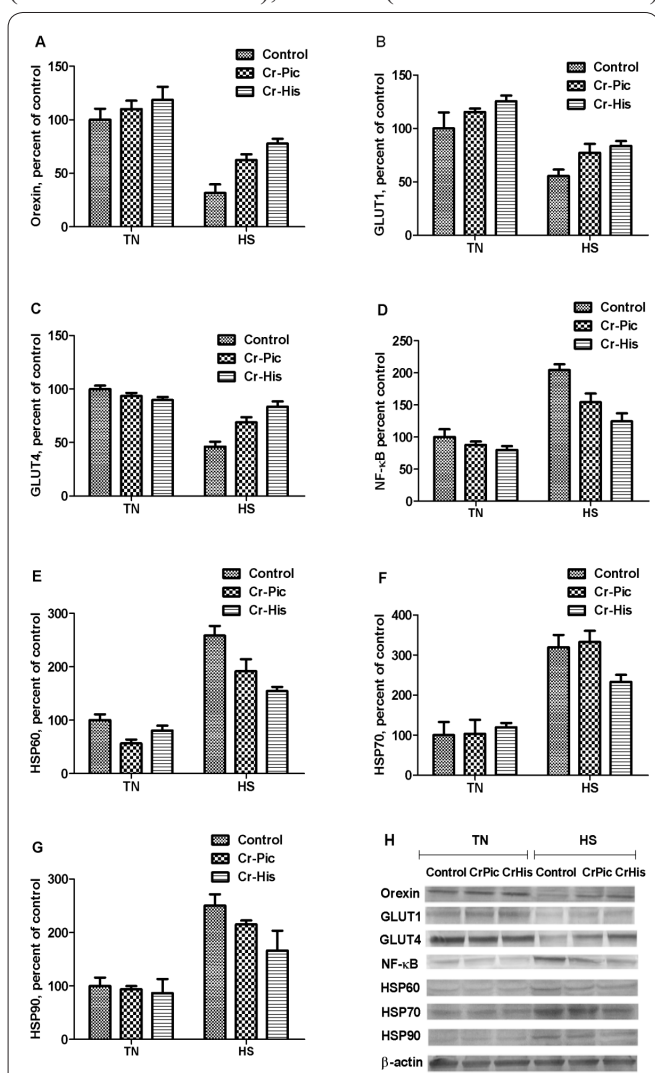 A
Control
Cr-Pic
Cr-His
Orexin, percent of control
150
100
50
0
TN
HS
B
Control
Cr-Pic
Cr-His
GLUT1, percent of control
150
100
50
0
TN
HS
C
Control
Cr-Pic
Cr-His
GLUT4, percent of control
150
100
50
0
TN
HS
D
Control
Cr-Pic
Cr-His
NF-κB percent of control
250
200
150
100
50
0
TN
HS
E
Control
Cr-Pic
Cr-His
HSP60, percent of control
300
200
100
0
TN
HS
F
Control
Cr-Pic
Cr-His
HSP70, percent of control
400
300
200
100
0
TN
HS
G
Control
Cr-Pic
Cr-His
HSP90, percent of control
300
200
100
0
TN
HS
H
TN HS
Control CrPic CrHis Control CrPic CrHis
Orexin
GLUT1
GLUT4
NF-κB
HSP60
HSP70
HSP90
β-actin